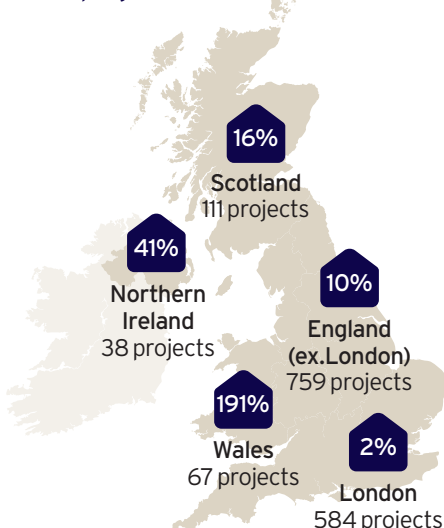 16%
Scotland
111 projects
41%
Northern
Ireland
38 projects
10%
England
(ex.London)
759 projects
191%
Wales
67 projects
2%
London
584 projects